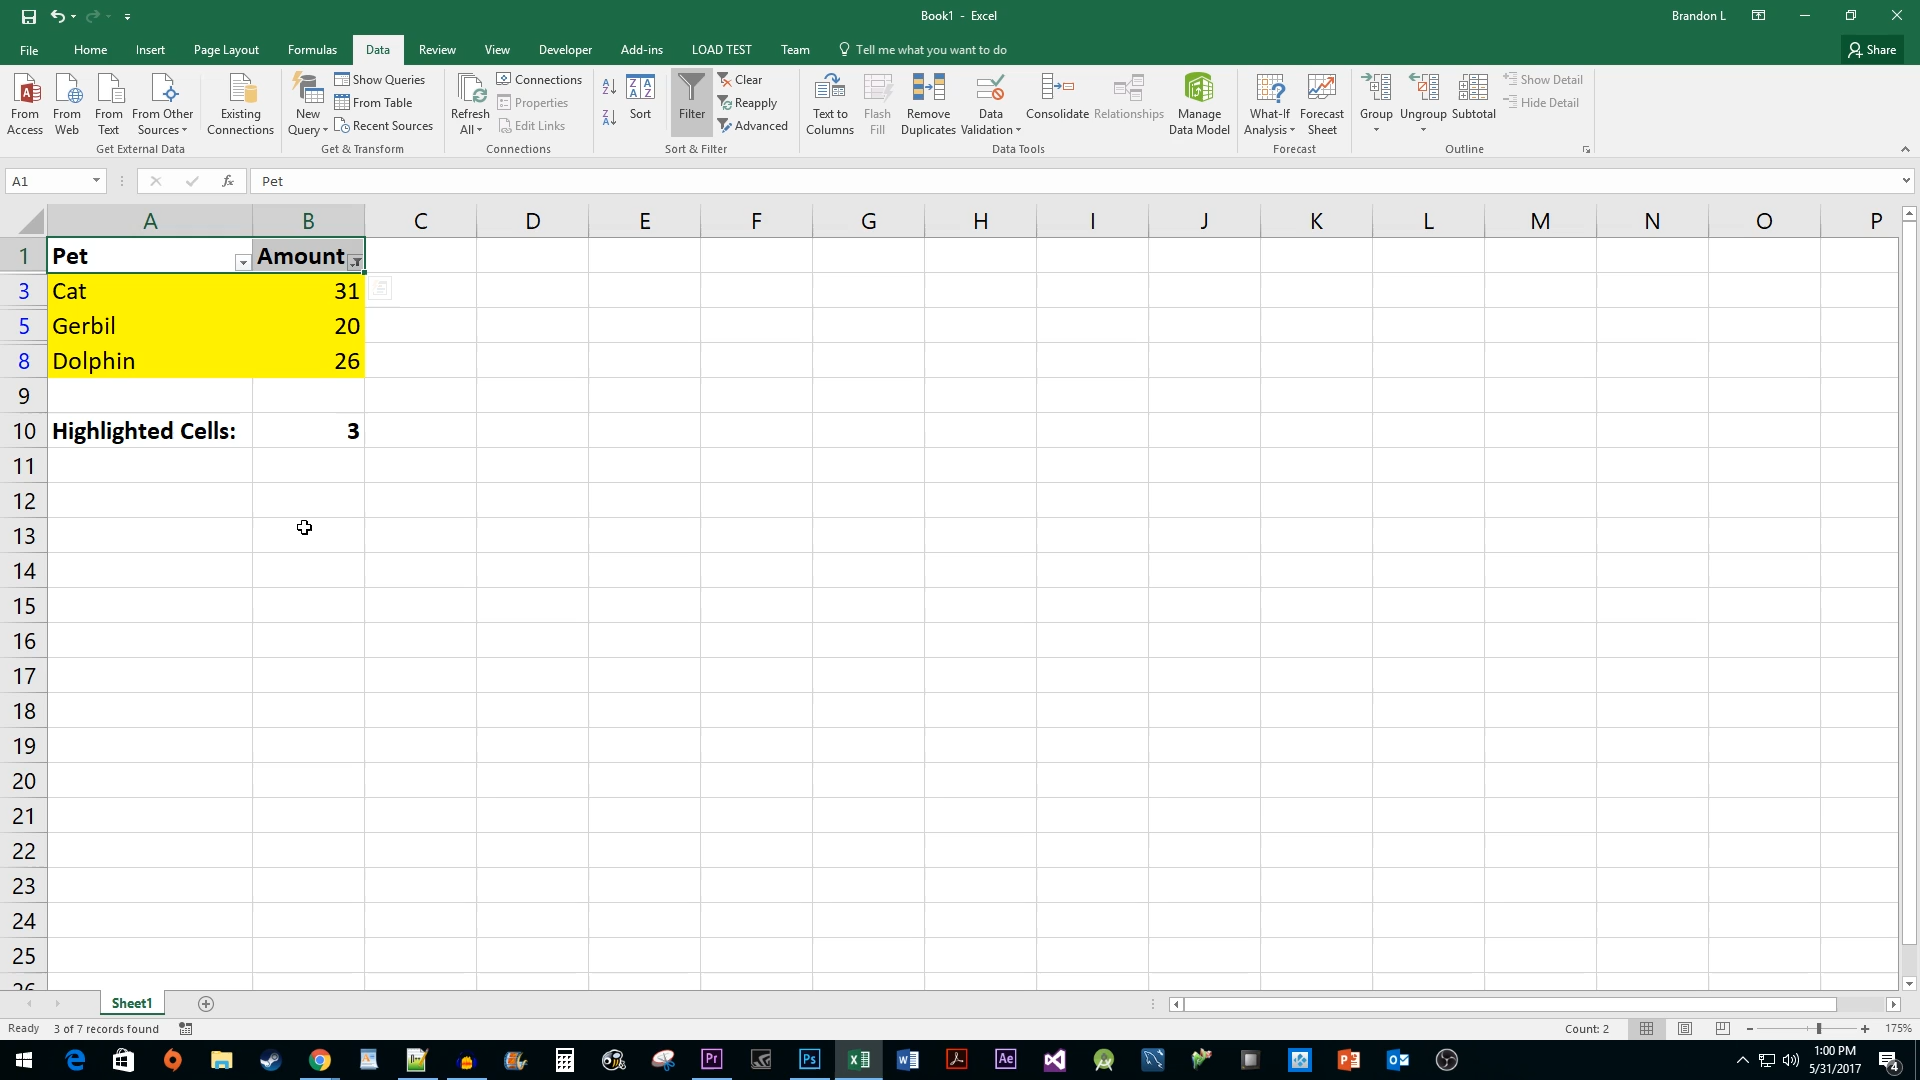 Book1 - Excel
Brandon L
File Home Insert Page Layout Formulas Data Review View Developer Add-ins LOAD TEST Team Tell me what you want to do Share
From Access
From Web
From Text
From Other Sources
Existing Connections
Get External Data
New Query
Show Queries
From Table
Recent Sources
Get & Transform
Refresh All
Connections
Properties
Edit Links
Connections
Sort
Filter
Clear
Reapply
Advanced
Sort & Filter
Text to Columns
Flash Fill
Remove Duplicates
Data Validation
Consolidate
Relationships
Manage Data Model
Data Tools
What-If Analysis
Forecast Sheet
Forecast
Group
Ungroup
Subtotal
Show Detail
Hide Detail
Outline
A1 fx Pet
A B C D E F G H I J K L M N O P
1 Pet Amount
3 Cat 31
5 Gerbil 20
8 Dolphin 26
9
10 Highlighted Cells: 3
11
12
13
14
15
16
17
18
19
20
21
22
23
24
25
26
Sheet1
Ready 3 of 7 records found Count: 2 175%
1:00 PM
5/31/2017
4